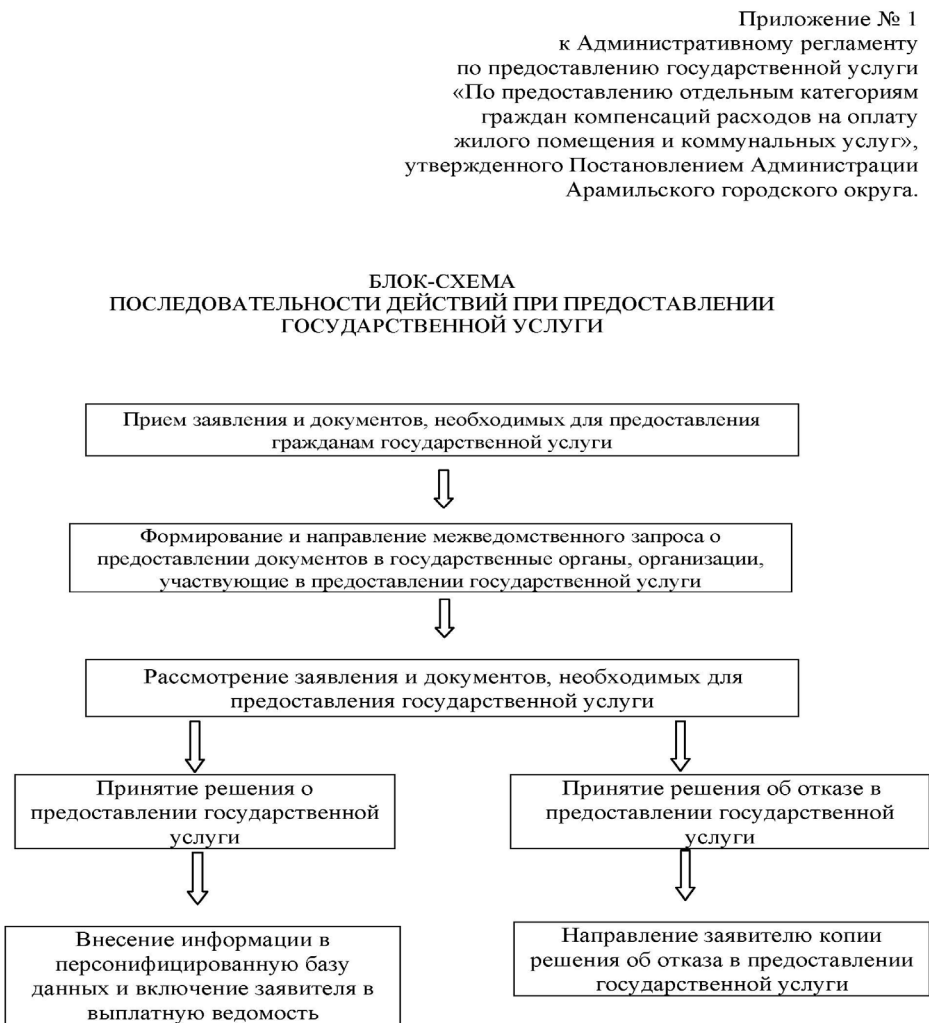 Приложение № 1
к Административному регламенту
по предоставлению государственной услуги
«По предоставлению отдельным категориям
граждан компенсаций расходов на оплату
жилого помещения и коммунальных услуг»,
утвержденного Постановлением Администрации
Арамильского городского округа.
БЛОК-СХЕМА
ПОСЛЕДОВАТЕЛЬНОСТИ ДЕЙСТВИЙ ПРИ ПРЕДОСТАВЛЕНИИ
ГОСУДАРСТВЕННОЙ УСЛУГИ
Прием заявления и документов, необходимых для предоставления
гражданам государственной услуги
Формирование и направление межведомственного запроса о
предоставлении документов в государственные органы, организации,
участвующие в предоставлении государственной услуги
Рассмотрение заявления и документов, необходимых для
предоставления государственной услуги
Принятие решения о
предоставлении государственной
услуги
Принятие решения об отказе в
предоставлении государственной
услуги
Внесение информации в
персонифицированную базу
данных и включение заявителя в
выплатную ведомость
Направление заявителю копии
решения об отказа в предоставлении
государственной услуги